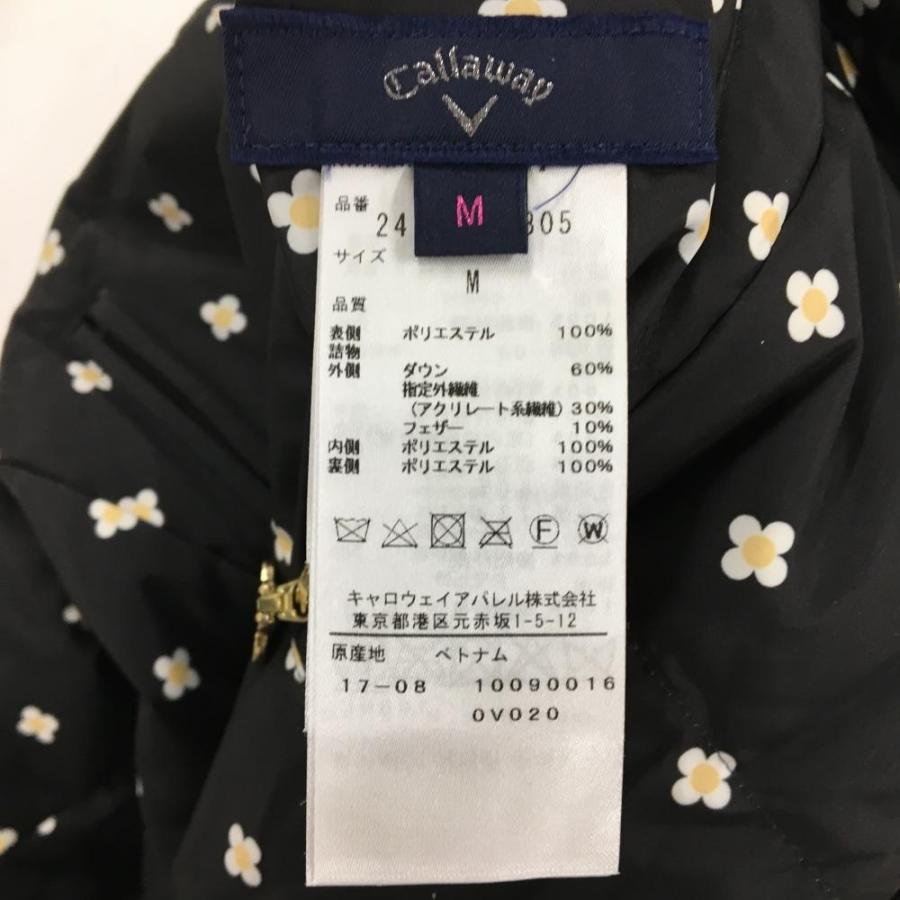 Callaway
M
品番
24 305
サイズ
M
品質
表側 ポリエステル 100%
詰物
外側 ダウン 60%
指定外繊維
(アクリレート系繊維) 30%
フェザー 10%
内側 ポリエステル 100%
裏側 ポリエステル 100%
F W
キャロウェイアパレル株式会社
東京都港区元赤坂1-5-12
原産地 ベトナム
17-08 10090016
0V020